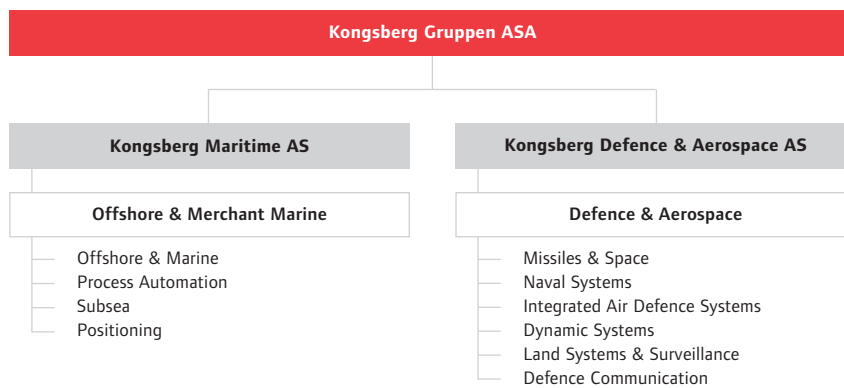 Kongsberg Gruppen ASA
Kongsberg Maritime AS
Offshore & Merchant Marine
Offshore & Marine
Process Automation
Subsea
Positioning
Kongsberg Defence & Aerospace AS
Defence & Aerospace
Missiles & Space
Naval Systems
Integrated Air Defence Systems
Dynamic Systems
Land Systems & Surveillance
Defence Communication